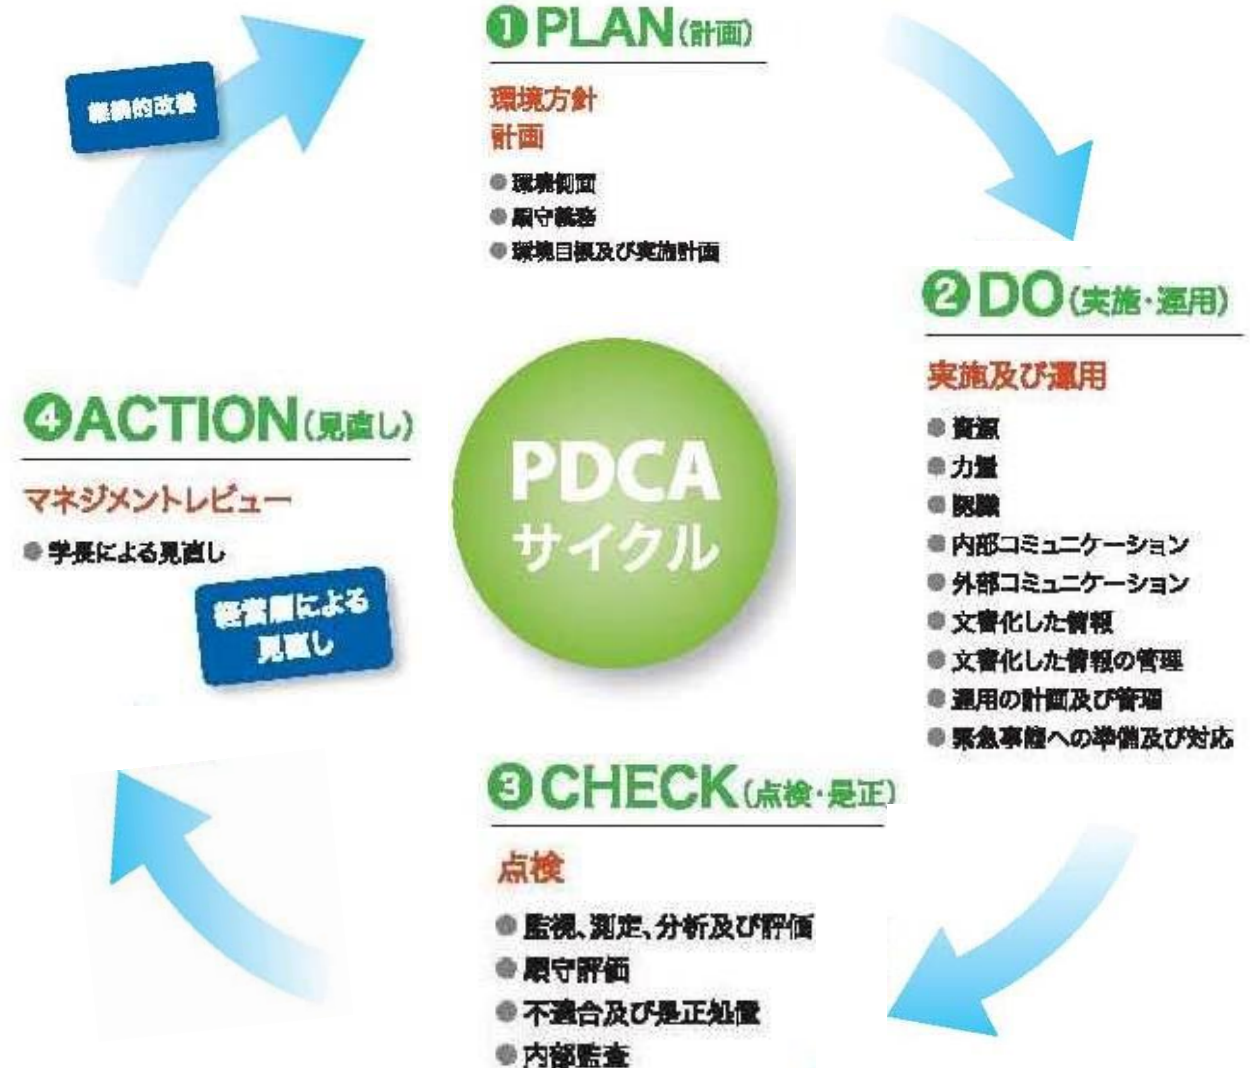 ❶PLAN(計画)
環境方針
計画
●環境側面
●順守義務
●環境目標及び実施計画
継続的改善
❷DO(実施・運用)
実施及び運用
●資源
●力量
●認識
●内部コミュニケーション
●外部コミュニケーション
●文書化した情報
●文書化した情報の管理
●運用の計画及び管理
●緊急事態への準備及び対応
PDCA
サイクル
❸CHECK(点検・是正)
点検
●監視、測定、分析及び評価
●順守評価
●不適合及び是正処置
●内部監査
❹ACTION(見直し)
マネジメントレビュー
●学長による見直し
経営層による
見直し